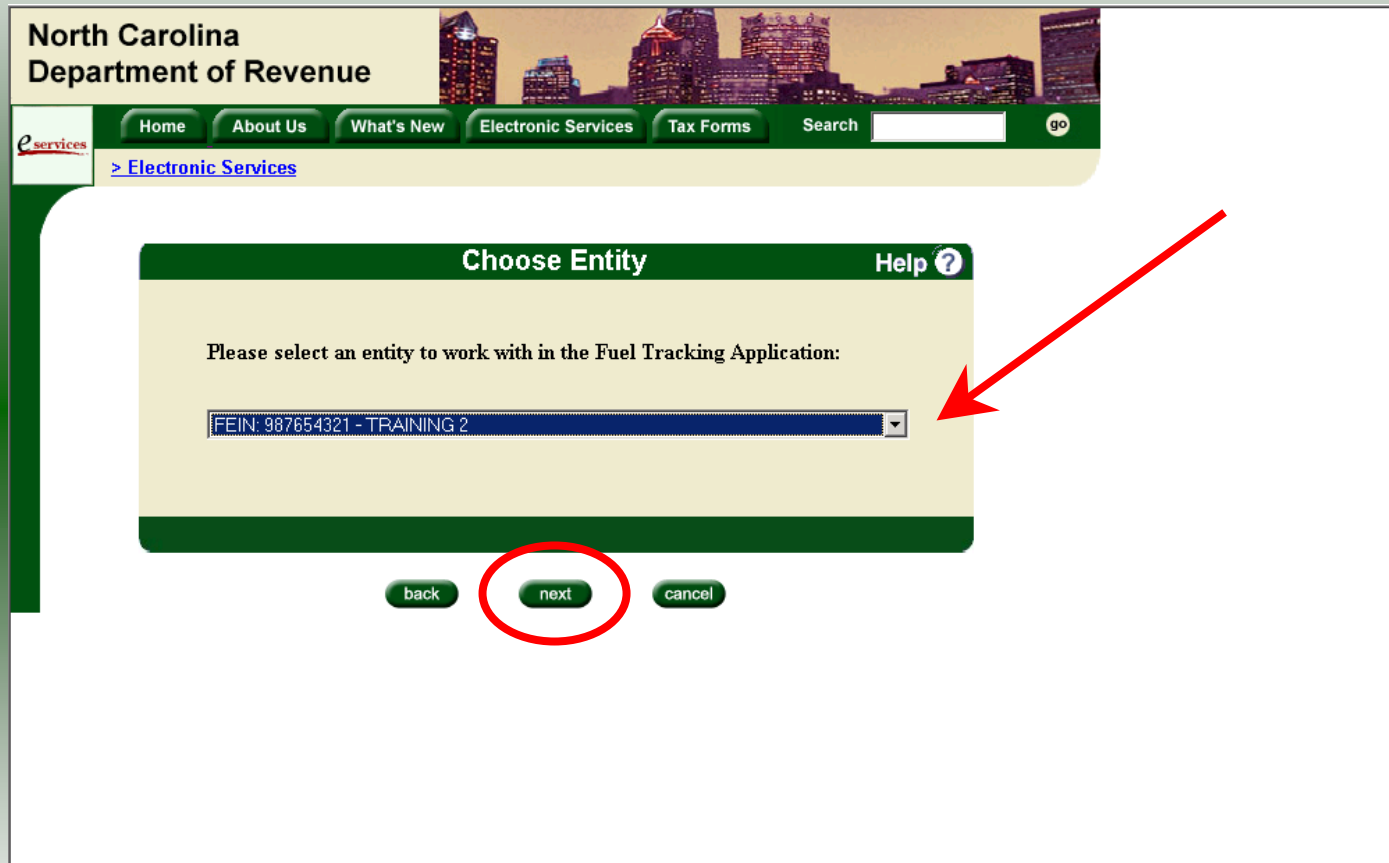 North Carolina
Department of Revenue
eservices
Home About Us What's New Electronic Services Tax Forms Search go
> Electronic Services
Choose Entity Help ?
Please select an entity to work with in the Fuel Tracking Application:
FEIN: 987654321 - TRAINING 2
back next cancel